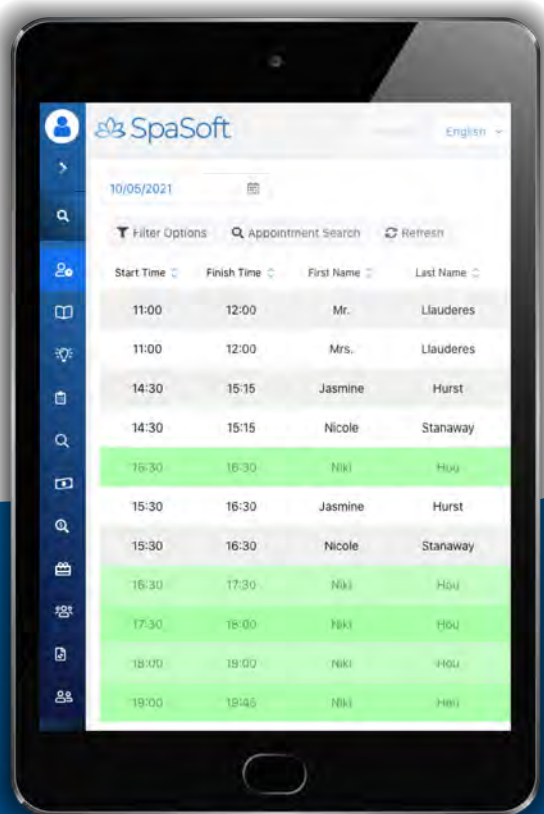 SpaSoft
English
10/05/2021
Filter Options Appointment Search Refresh
Start Time Finish Time First Name Last Name
11:00 12:00 Mr. Llauderes
11:00 12:00 Mrs. Llauderes
14:30 15:15 Jasmine Hurst
14:30 15:15 Nicole Stanaway
16:30 Niki Hou
15:30 16:30 Jasmine Hurst
15:30 16:30 Nicole Stanaway
16:30 17:30 Niki Hou
17:30 18:00 Niki Hou
18:00 19:00 Niki Hou
19:00 19:45 Niki Hou